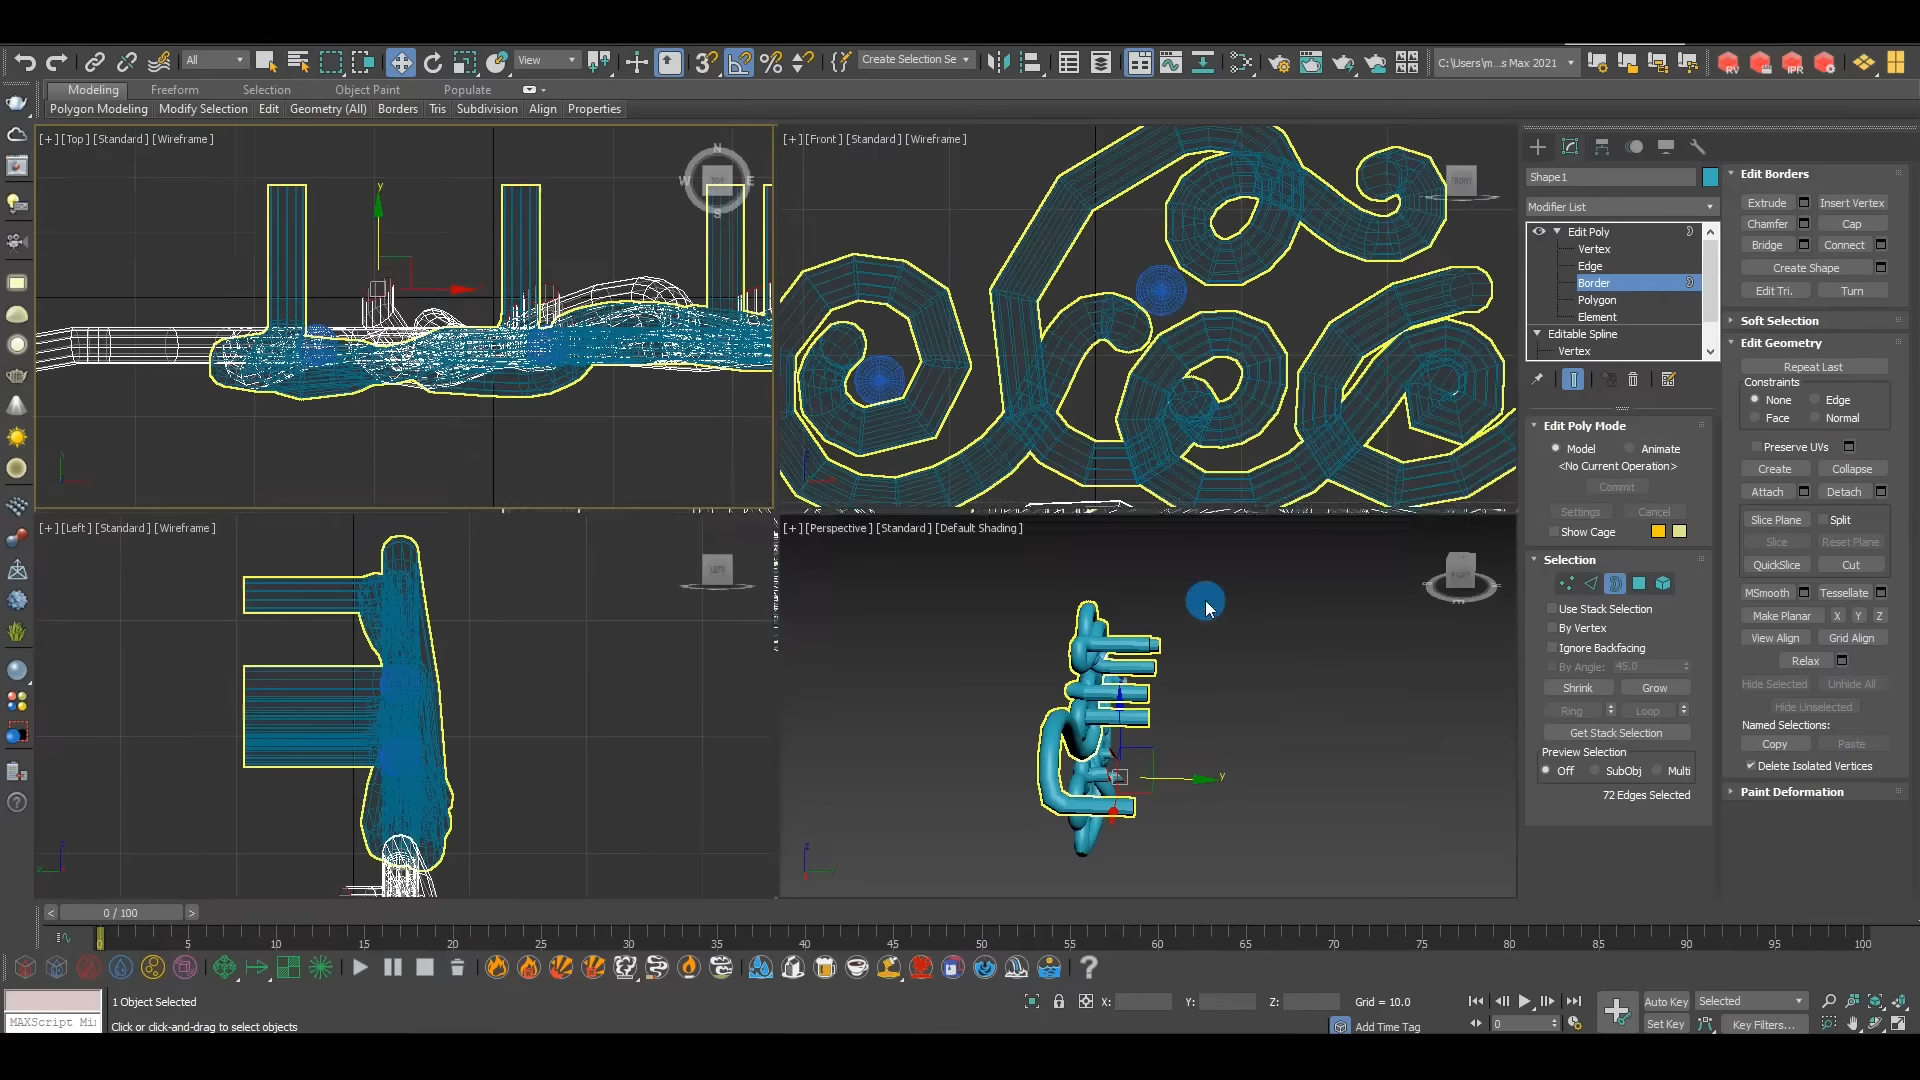 All
View
Create Selection Se
C:\Users\m...s Max 2021
RV
IPR
Modeling
Freeform
Selection
Object Paint
Populate
Polygon Modeling
Modify Selection
Edit
Geometry (All)
Borders
Tris
Subdivision
Align
Properties
[+] [Top] [Standard] [Wireframe]
N
W
TOP
E
S
y
[+] [Front] [Standard] [Wireframe]
FRONT
[+] [Left] [Standard] [Wireframe]
LEFT
[+] [Perspective] [Standard] [Default Shading]
RIGHT
y
Shape1
Modifier List
Edit Poly
Vertex
Edge
Border
Polygon
Element
Editable Spline
Vertex
Edit Poly Mode
Model
Animate
<No Current Operation>
Commit
Settings
Cancel
Show Cage
Selection
Use Stack Selection
By Vertex
Ignore Backfacing
By Angle:
45.0
Shrink
Grow
Ring
Loop
Get Stack Selection
Preview Selection
Off
SubObj
Multi
72 Edges Selected
Edit Borders
Extrude
Insert Vertex
Chamfer
Cap
Bridge
Connect
Create Shape
Edit Tri.
Turn
Soft Selection
Edit Geometry
Repeat Last
Constraints
None
Edge
Face
Normal
Preserve UVs
Create
Collapse
Attach
Detach
Slice Plane
Split
Slice
Reset Plane
QuickSlice
Cut
MSmooth
Tessellate
Make Planar
X
Y
Z
View Align
Grid Align
Relax
Hide Selected
Unhide All
Hide Unselected
Named Selections:
Copy
Paste
Delete Isolated Vertices
Paint Deformation
<
0 / 100
>
0
5
10
15
20
25
30
35
40
45
50
55
60
65
70
75
80
85
90
95
100
1 Object Selected
X:
Y:
Z:
Grid = 10.0
Auto Key
Selected
MAXScript Mi
Click or click-and-drag to select objects
Add Time Tag
0
Set Key
Key Filters...